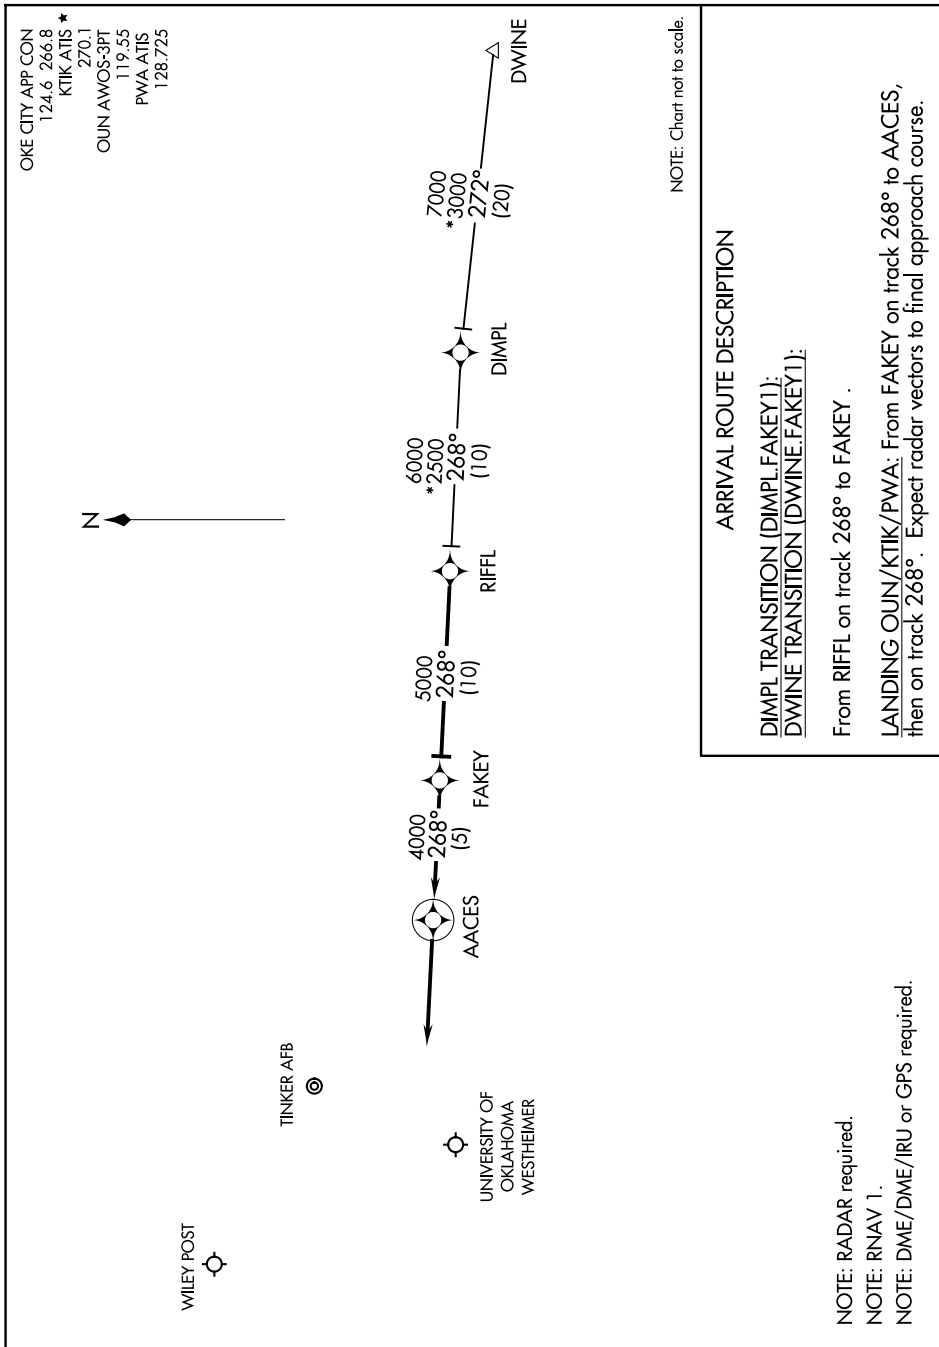 OKE CITY APP CON
124.6 266.8
KTIK ATIS ★
270.1
OUN AWOS-3PT
119.55
PWA ATIS
128.725
N
WILEY POST
TINKER AFB
UNIVERSITY OF
OKLAHOMA
WESTHEIMER
AACES
4000
268°
(5)
FAKEY
5000
268°
(10)
RIFFL
6000
*2500
268°
(10)
DIMPL
7000
*3000
272°
(20)
DWINE
NOTE: Chart not to scale.
NOTE: RADAR required.
NOTE: RNAV 1.
NOTE: DME/DME/IRU or GPS required.
ARRIVAL ROUTE DESCRIPTION
DIMPL TRANSITION (DIMPL.FAKEY1):
DWINE TRANSITION (DWINE.FAKEY1):
From RIFFL on track 268° to FAKEY .
LANDING OUN/KTIK/PWA: From FAKEY on track 268° to AACES,
then on track 268°. Expect radar vectors to final approach course.